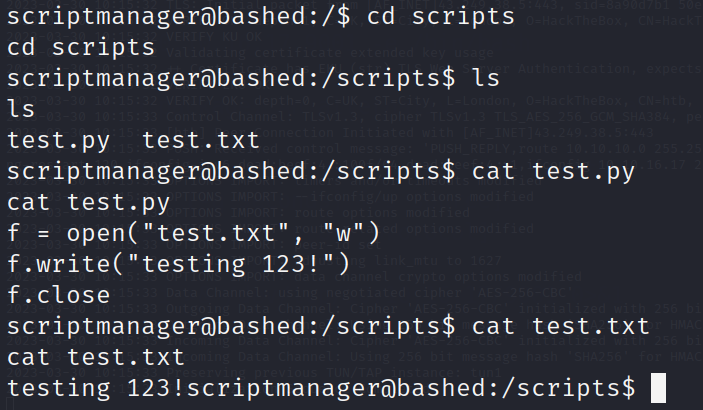 scriptmanager@bashed:/$ cd scripts
cd scripts
scriptmanager@bashed:/scripts$ ls
ls
test.py  test.txt
scriptmanager@bashed:/scripts$ cat test.py
cat test.py
f = open("test.txt", "w")
f.write("testing 123!")
f.close
scriptmanager@bashed:/scripts$ cat test.txt
cat test.txt
testing 123!scriptmanager@bashed:/scripts$